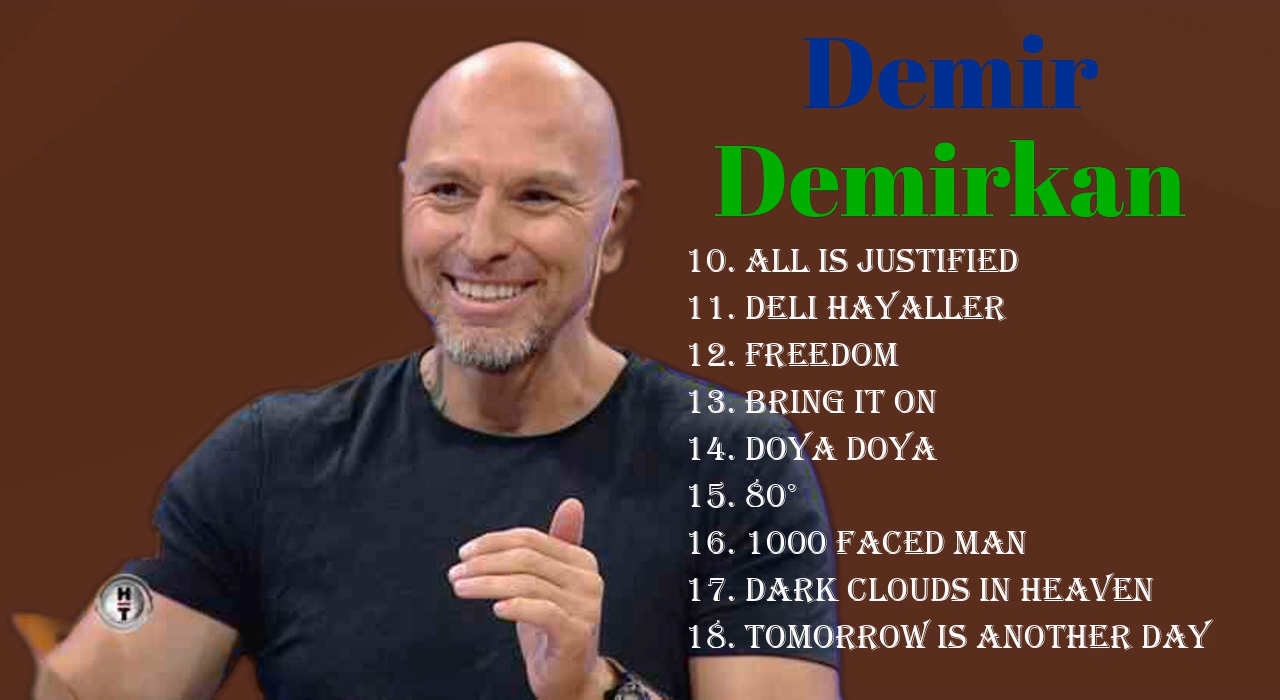 Demir
Demirkan
10. ALL IS JUSTIFIED
11. DELI HAYALLER
12. FREEDOM
13. BRING IT ON
14. DOYA DOYA
15. 80°
16. 1000 FACED MAN
17. DARK CLOUDS IN HEAVEN
18. TOMORROW IS ANOTHER DAY
H
T